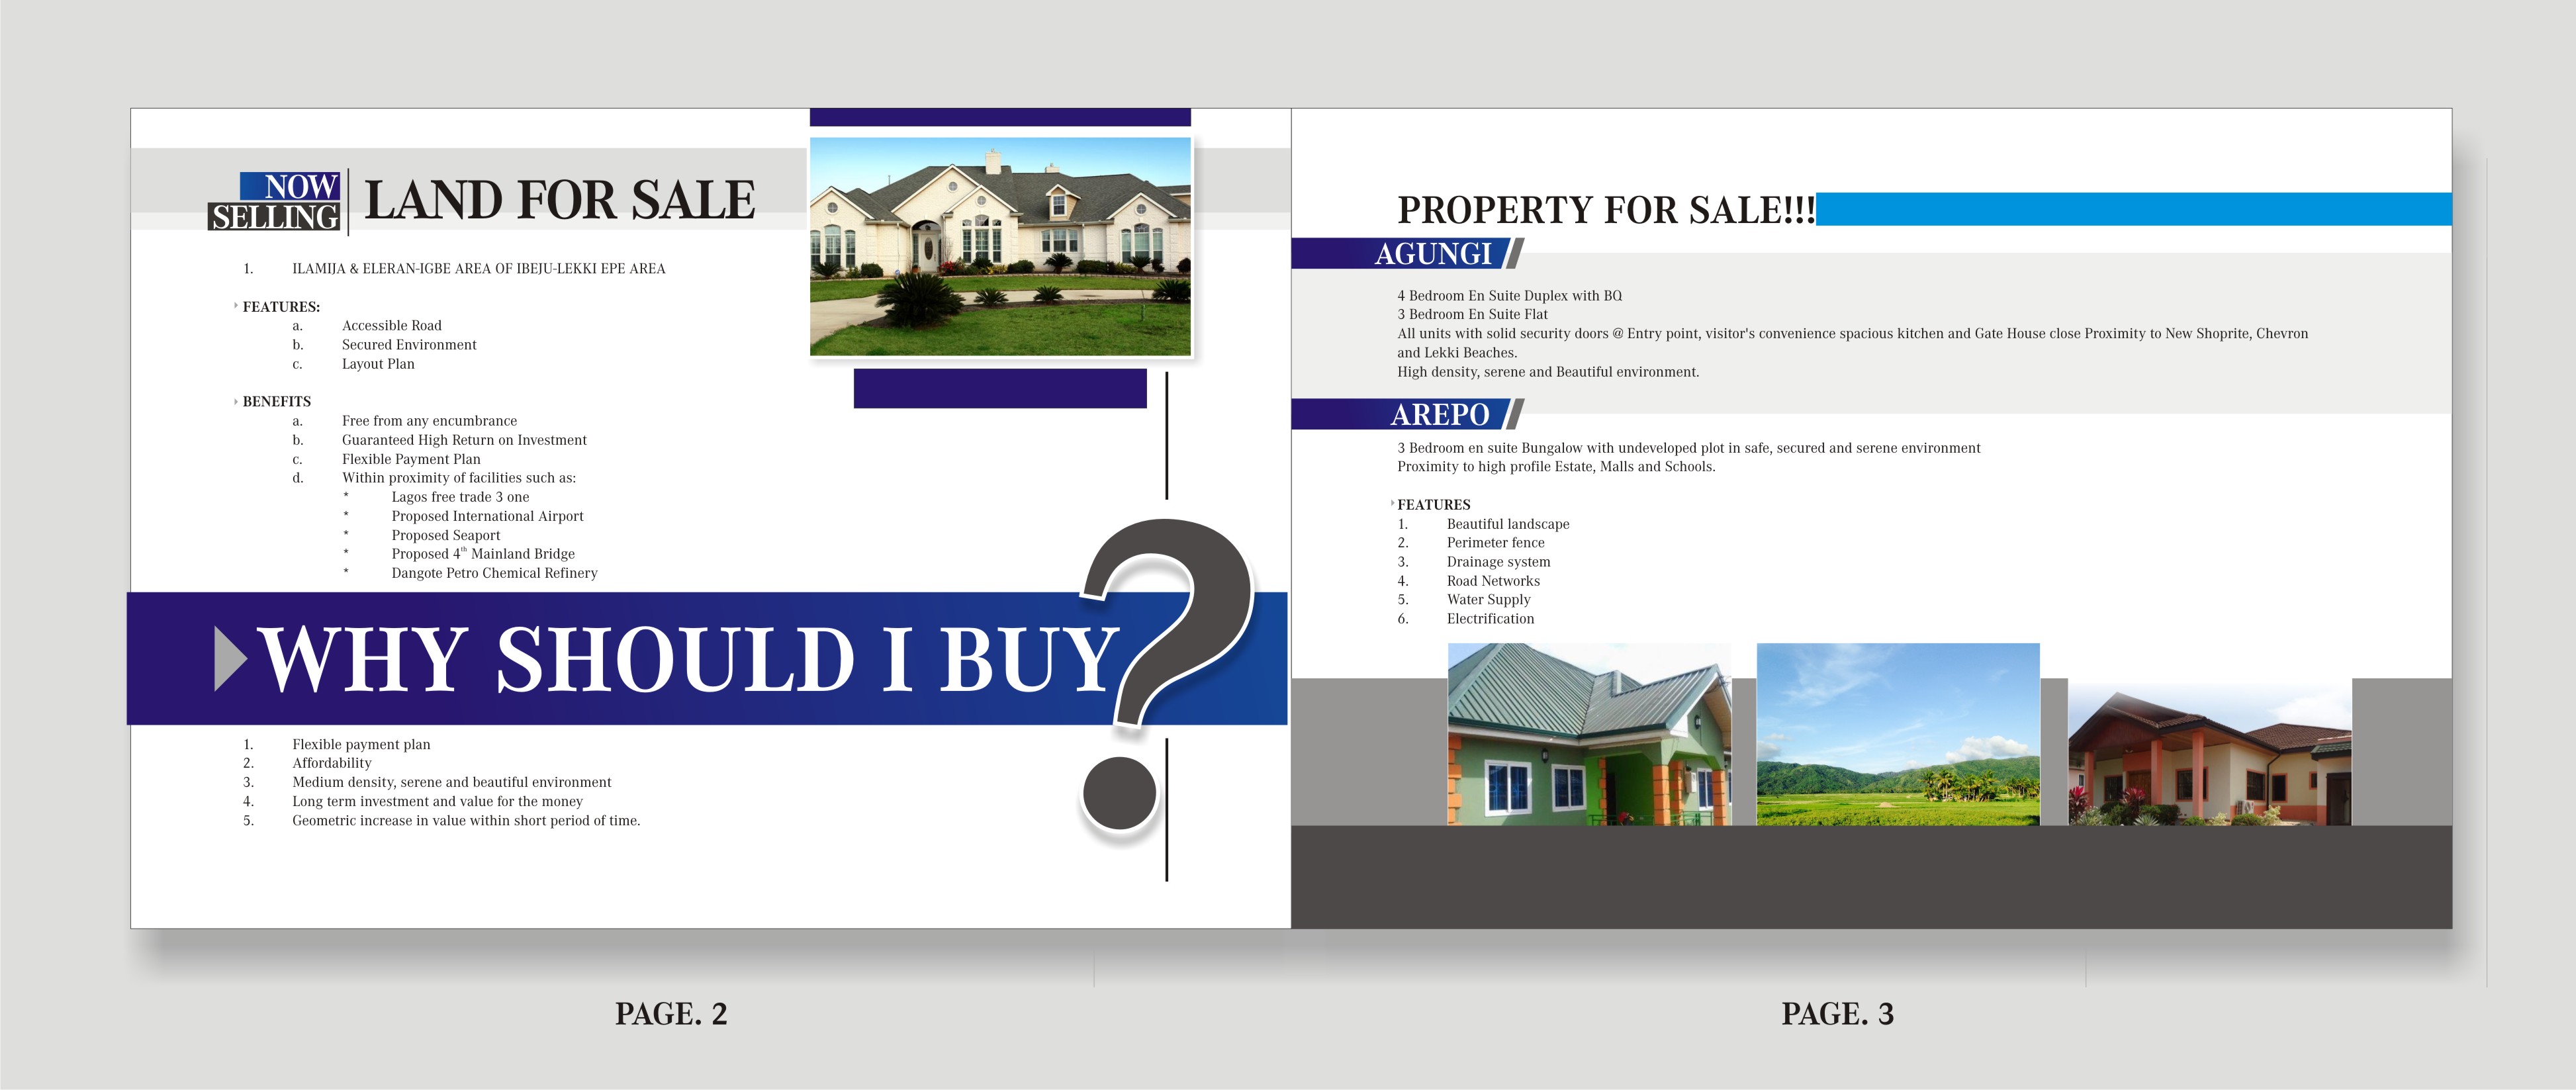 NOW
SELLING
LAND FOR SALE
1. ILAMIJA & ELERAN-IGBE AREA OF IBEJU-LEKKI EPE AREA
FEATURES:
a. Accessible Road
b. Secured Environment
c. Layout Plan
BENEFITS
a. Free from any encumbrance
b. Guaranteed High Return on Investment
c. Flexible Payment Plan
d. Within proximity of facilities such as:
* Lagos free trade 3 one
* Proposed International Airport
* Proposed Seaport
* Proposed 4th Mainland Bridge
* Dangote Petro Chemical Refinery
WHY SHOULD I BUY?
1. Flexible payment plan
2. Affordability
3. Medium density, serene and beautiful environment
4. Long term investment and value for the money
5. Geometric increase in value within short period of time.
PAGE. 2
PROPERTY FOR SALE!!!
AGUNGI
4 Bedroom En Suite Duplex with BQ
3 Bedroom En Suite Flat
All units with solid security doors @ Entry point, visitor's convenience spacious kitchen and Gate House close Proximity to New Shoprite, Chevron
and Lekki Beaches.
High density, serene and Beautiful environment.
AREPO
3 Bedroom en suite Bungalow with undeveloped plot in safe, secured and serene environment
Proximity to high profile Estate, Malls and Schools.
FEATURES
1. Beautiful landscape
2. Perimeter fence
3. Drainage system
4. Road Networks
5. Water Supply
6. Electrification
PAGE. 3